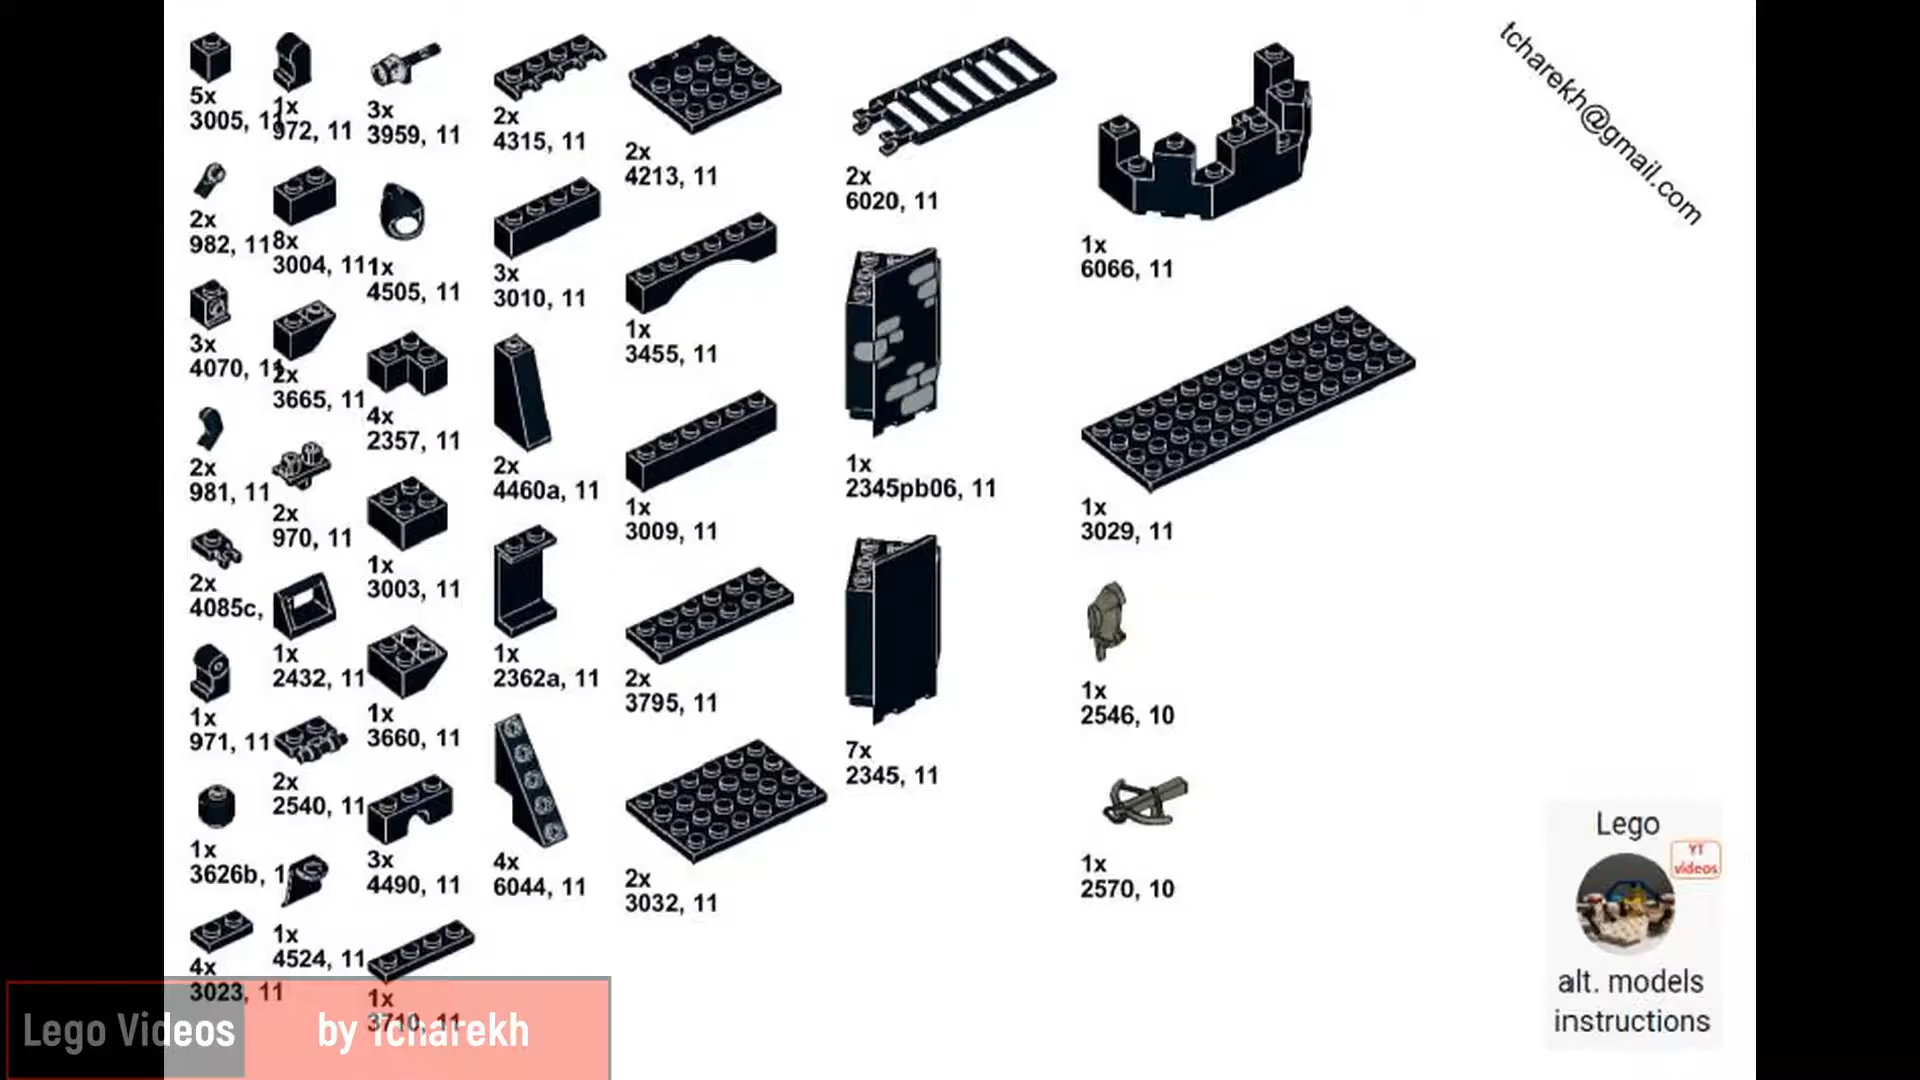 5x
3005, 11
1x
972, 11
3x
3959, 11
2x
4315, 11
2x
4213, 11
2x
6020, 11
1x
6066, 11
tcharekh@gmail.com
2x
982, 11
8x
3004, 11
1x
4505, 11
3x
3010, 11
1x
3455, 11
3x
4070, 11
2x
3665, 11
4x
2357, 11
2x
4460a, 11
1x
3009, 11
1x
2345pb06, 11
1x
3029, 11
2x
981, 11
2x
970, 11
1x
3003, 11
1x
2362a, 11
2x
3795, 11
1x
2546, 10
2x
4085c,
1x
2432, 11
1x
3660, 11
7x
2345, 11
1x
971, 11
2x
2540, 11
3x
4490, 11
4x
6044, 11
2x
3032, 11
1x
2570, 10
1x
3626b, 1
1x
4524, 11
4x
3023, 11
1x
3710, 11
Lego
YT
videos
alt. models
instructions
Lego Videos
by Tcharekh